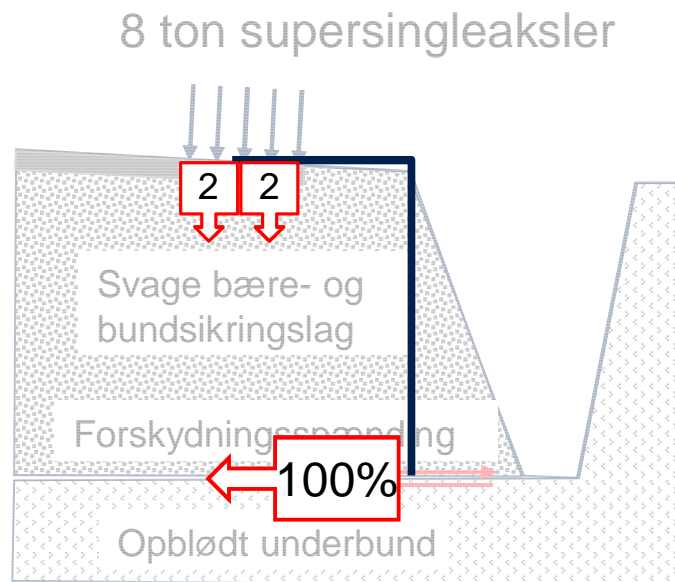 8 ton supersingleaksler
2 2
Svage bære- og
bundsikringslag
Forskydningsspænding
100%
Opblødt underbund